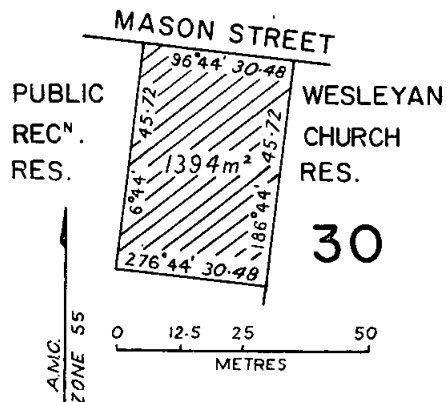 MASON STREET
96°44' 30·48
PUBLIC
RECᴺ.
RES.
45·72
6°44'
1394m²
45·72
186°44'
WESLEYAN
CHURCH
RES.
276°44' 30·48
30
A.M.G.
ZONE 55
0 12·5 25 50
METRES